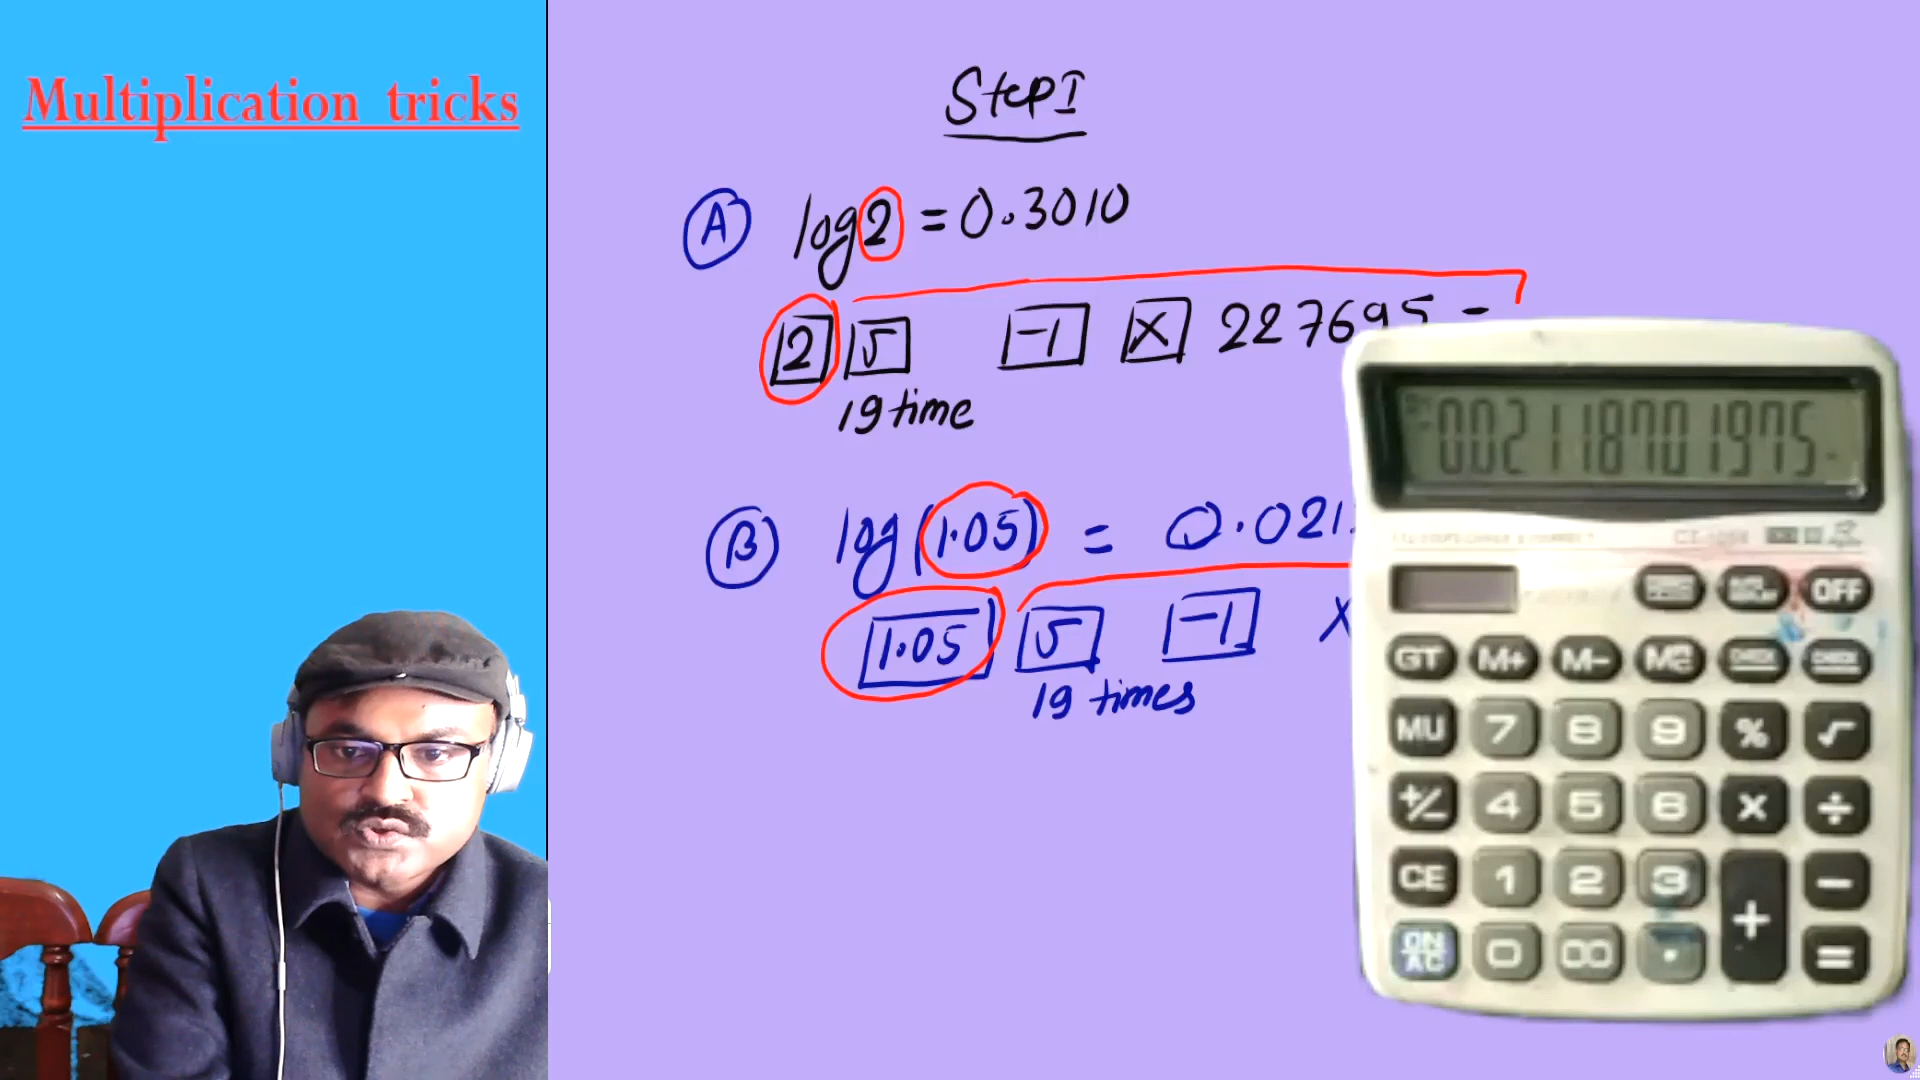 Multiplication tricks
Step I
A log 2 = 0.3010
2 √ -1 × 227695 =
19 time
B log(1.05) = 0.021
1.05 √ -1 ×
19 times
0.02118701975
OFF
GT M+ M- CHECK CHECK
MU 7 8 9 % √
+/- 4 5 6 × ÷
CE 1 2 3 + -
ON AC 0 00 . =